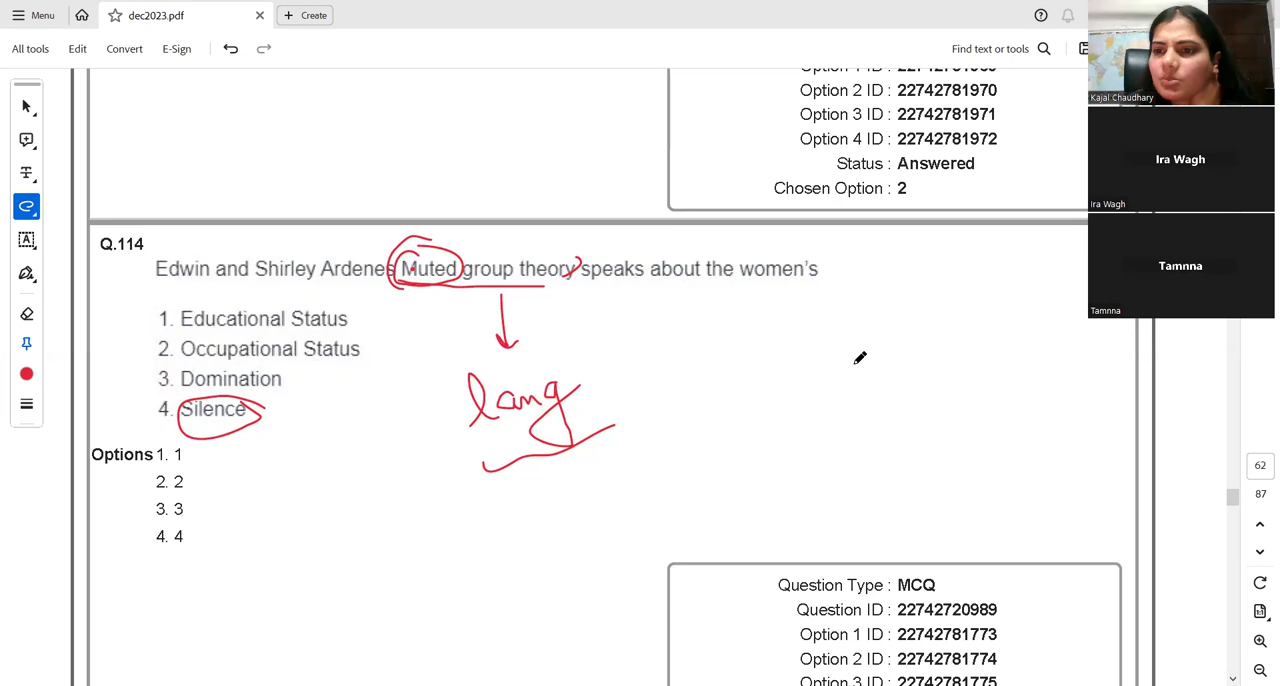 Menu
dec2023.pdf
Create
All tools
Edit
Convert
E-Sign
Find text or tools
Kajal Chaudhary
Ira Wagh
Ira Wagh
Tamnna
Tamnna
Option 2 ID : 22742781970
Option 3 ID : 22742781971
Option 4 ID : 22742781972
Status : Answered
Chosen Option : 2
Q.114
Edwin and Shirley Ardenes Muted group theory speaks about the women's
1. Educational Status
2. Occupational Status
3. Domination
4. Silence
lang
Options 1. 1
2. 2
3. 3
4. 4
Question Type : MCQ
Question ID : 22742720989
Option 1 ID : 22742781773
Option 2 ID : 22742781774
Option 3 ID : 22742781775
62
87